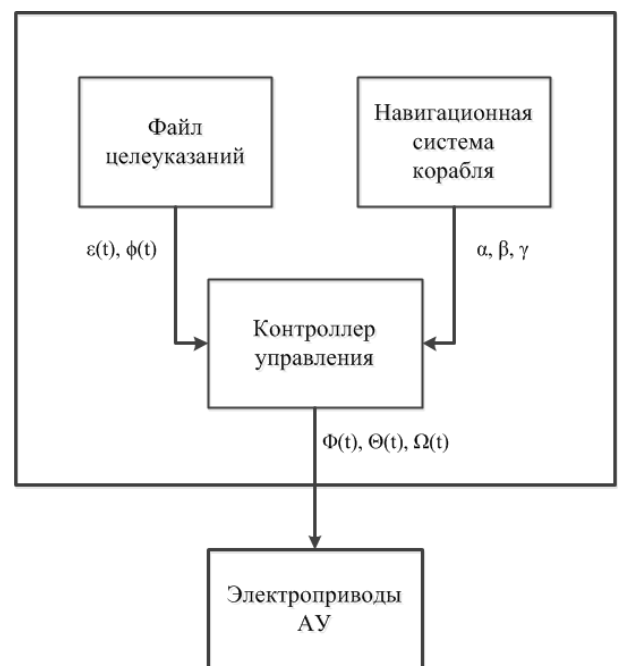 Файл
целеуказаний
Навигационная
система
корабля
ε(t), ϕ(t)
α, β, γ
Контроллер
управления
Φ(t), Θ(t), Ω(t)
Электроприводы
АУ